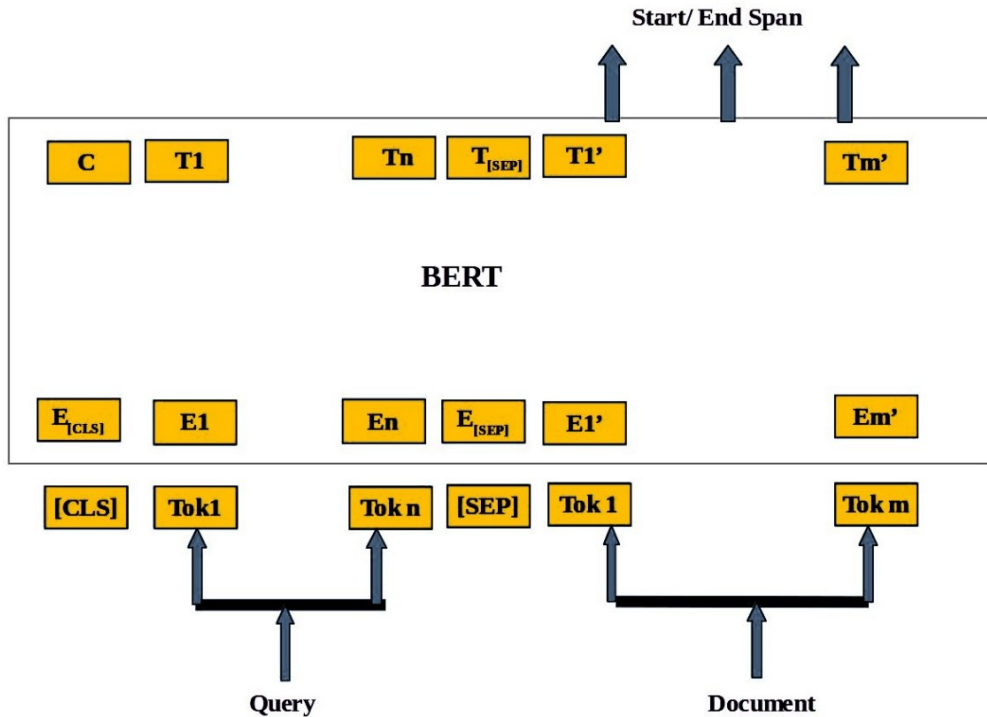 Start/ End Span
C T1 Tn T[SEP] T1’ Tm’
BERT
E[CLS] E1 En E[SEP] E1’ Em’
[CLS] Tok1 Tok n [SEP] Tok 1 Tok m
Query Document